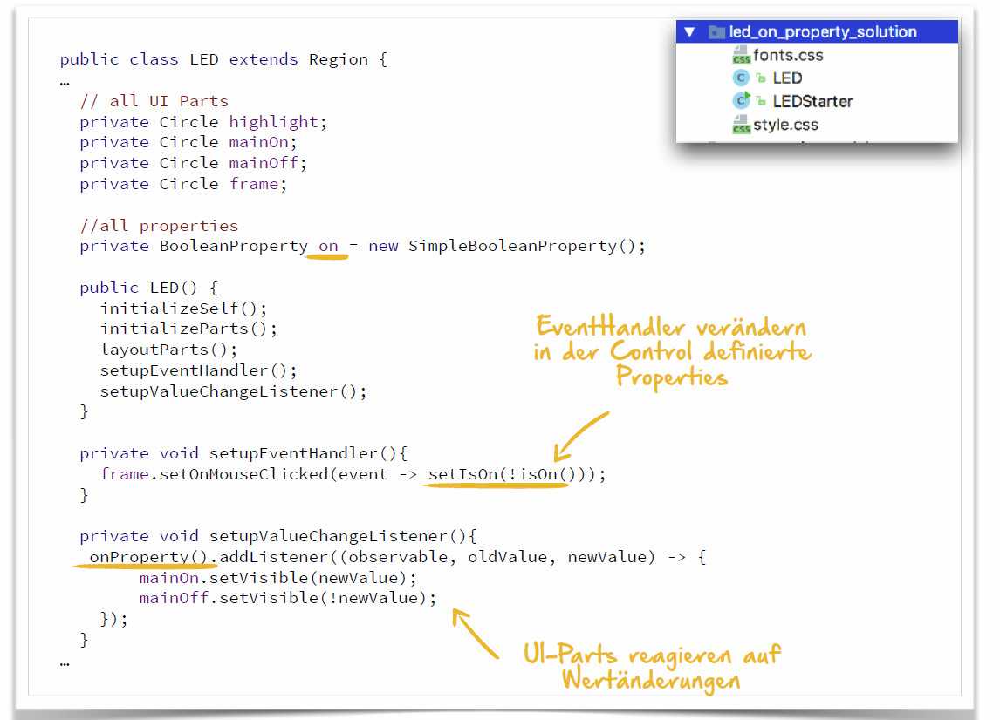 led_on_property_solution
fonts.css
LED
LEDStarter
style.css
public class LED extends Region {
…
// all UI Parts
private Circle highlight;
private Circle mainOn;
private Circle mainOff;
private Circle frame;
//all properties
private BooleanProperty on = new SimpleBooleanProperty();
public LED() {
initializeSelf();
initializeParts();
layoutParts();
setupEventHandler();
setupValueChangeListener();
}
EventHandler verändern
in der Control definierte
Properties
private void setupEventHandler(){
frame.setOnMouseClicked(event -> setIsOn(!isOn()));
}
private void setupValueChangeListener(){
onProperty().addListener((observable, oldValue, newValue) -> {
mainOn.setVisible(newValue);
mainOff.setVisible(!newValue);
});
}
…
UI-Parts reagieren auf
Wertänderungen